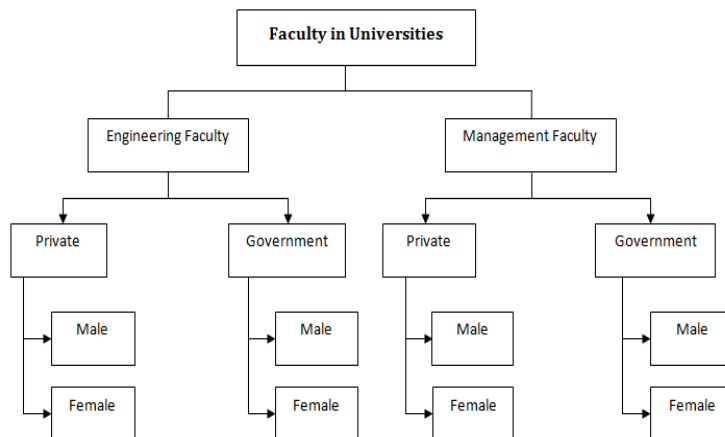 Faculty in Universities
Engineering Faculty
Management Faculty
Private
Government
Private
Government
Male
Male
Male
Male
Female
Female
Female
Female